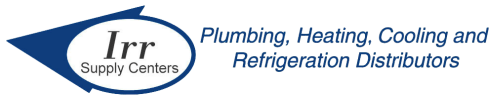 Irr
Supply Centers
Plumbing, Heating, Cooling and
Refrigeration Distributors